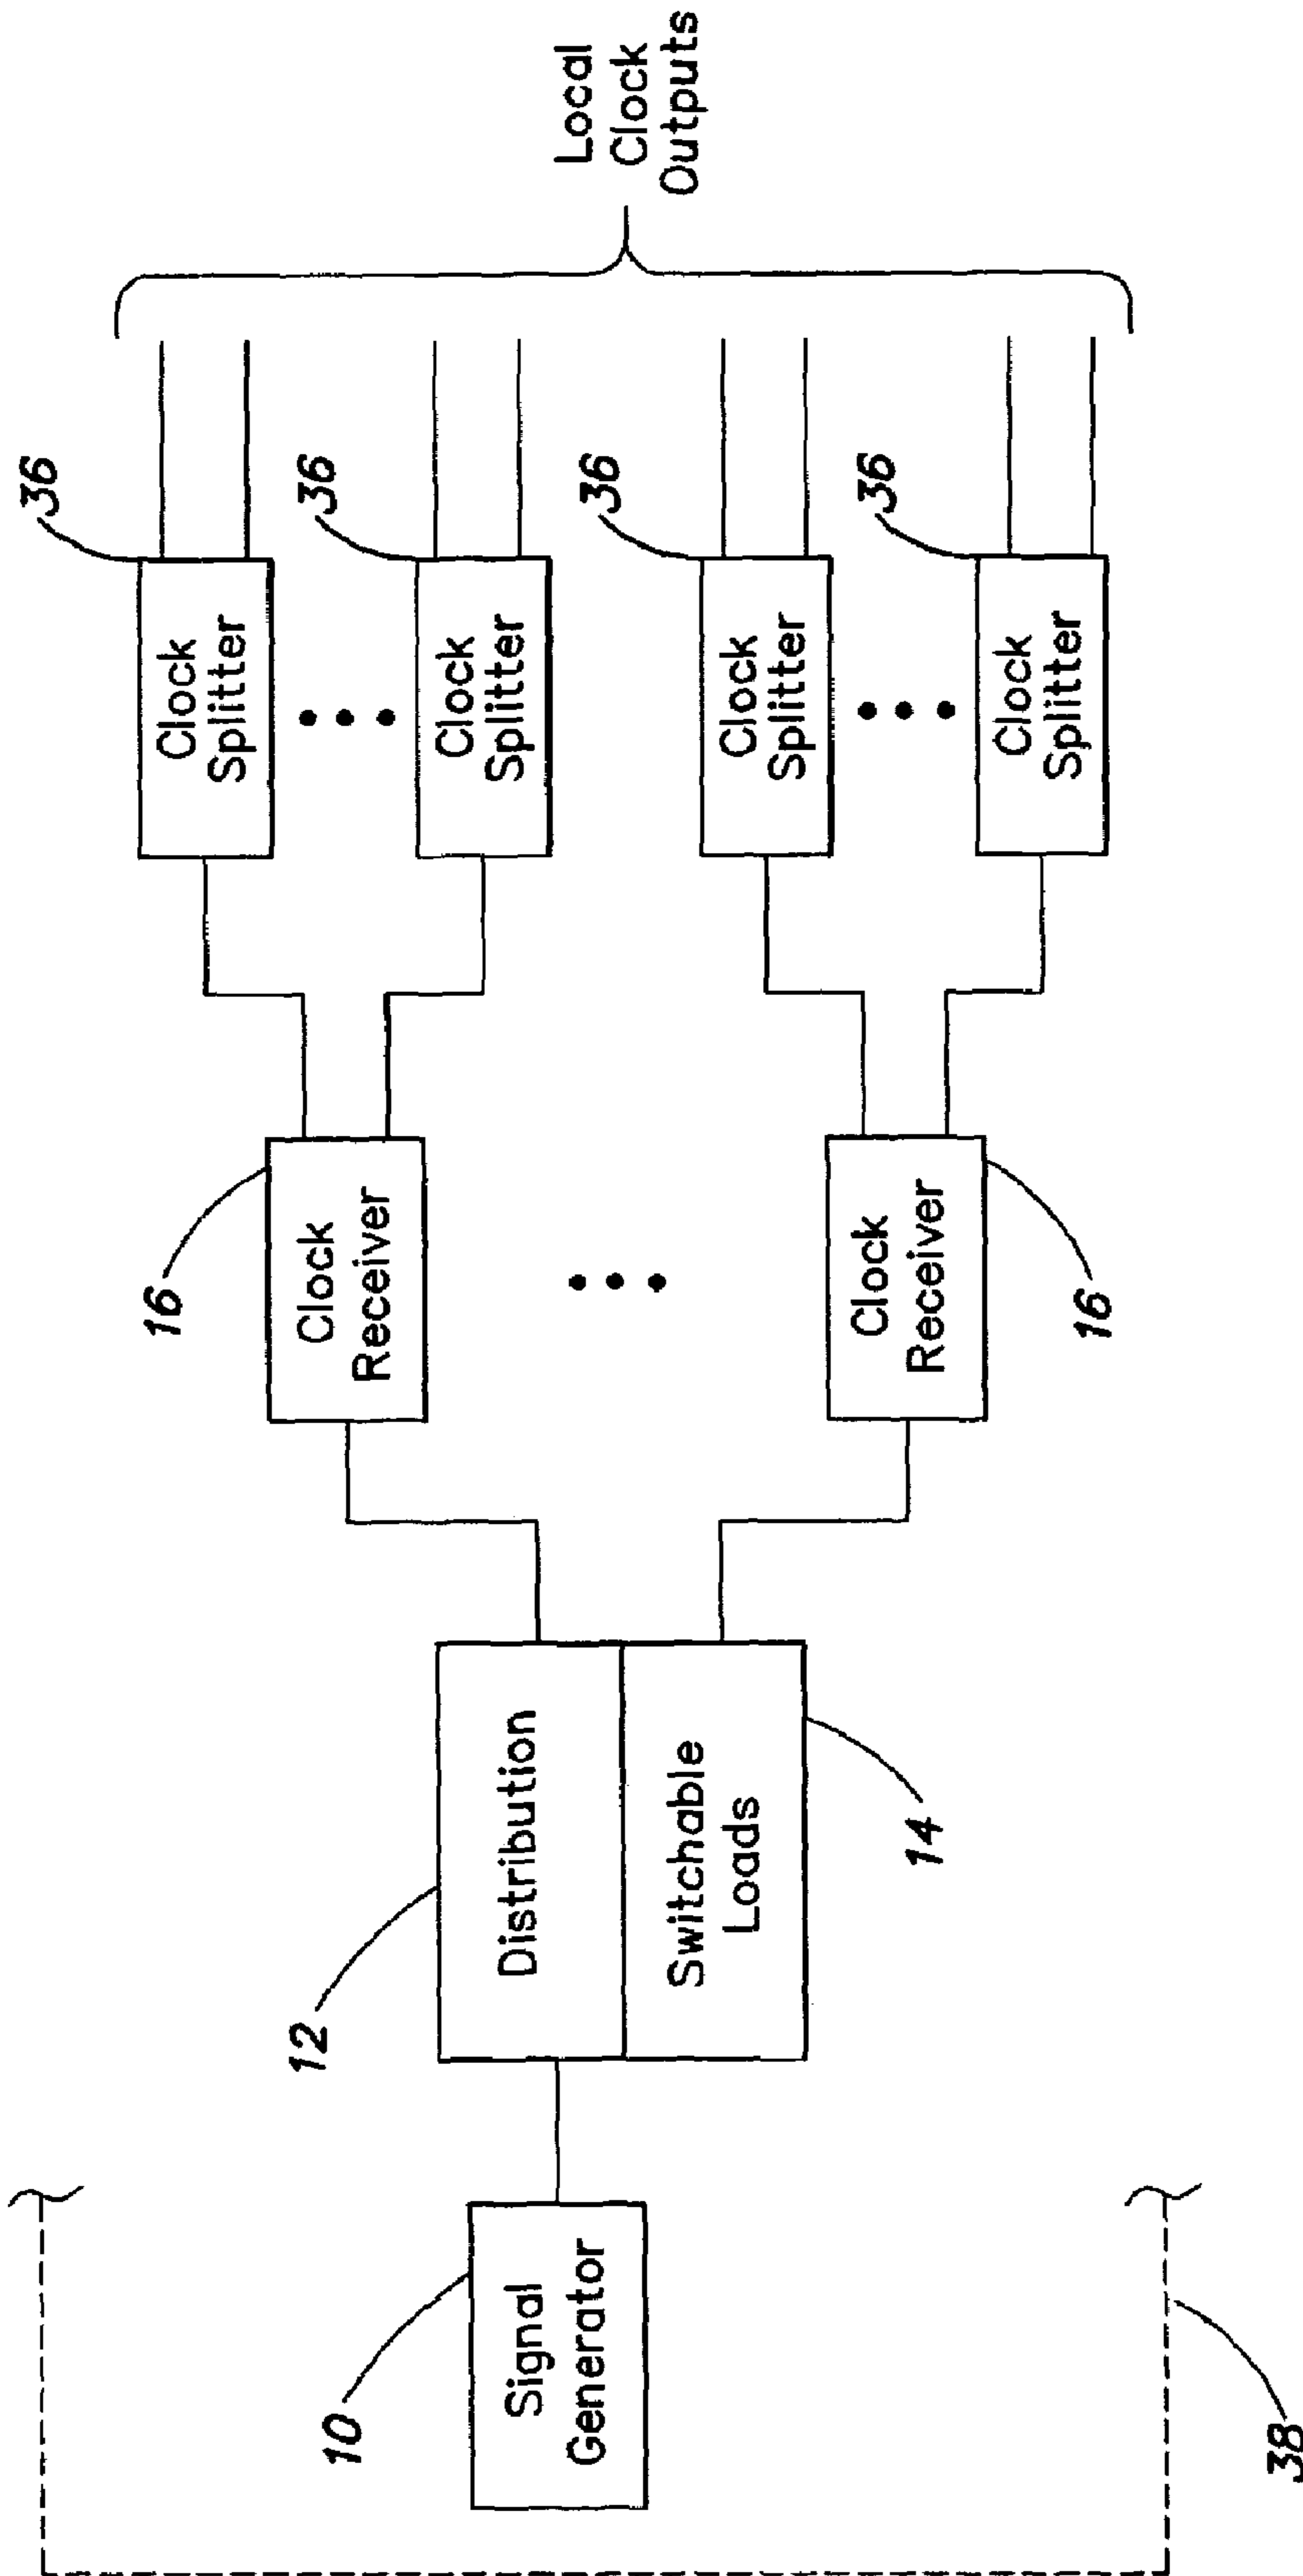 10
Signal
Generator
12
Distribution
Switchable
Loads
14
16
Clock
Receiver
Clock
Receiver
16
36
Clock
Splitter
36
Clock
Splitter
36
Clock
Splitter
36
Clock
Splitter
Local
Clock
Outputs
38